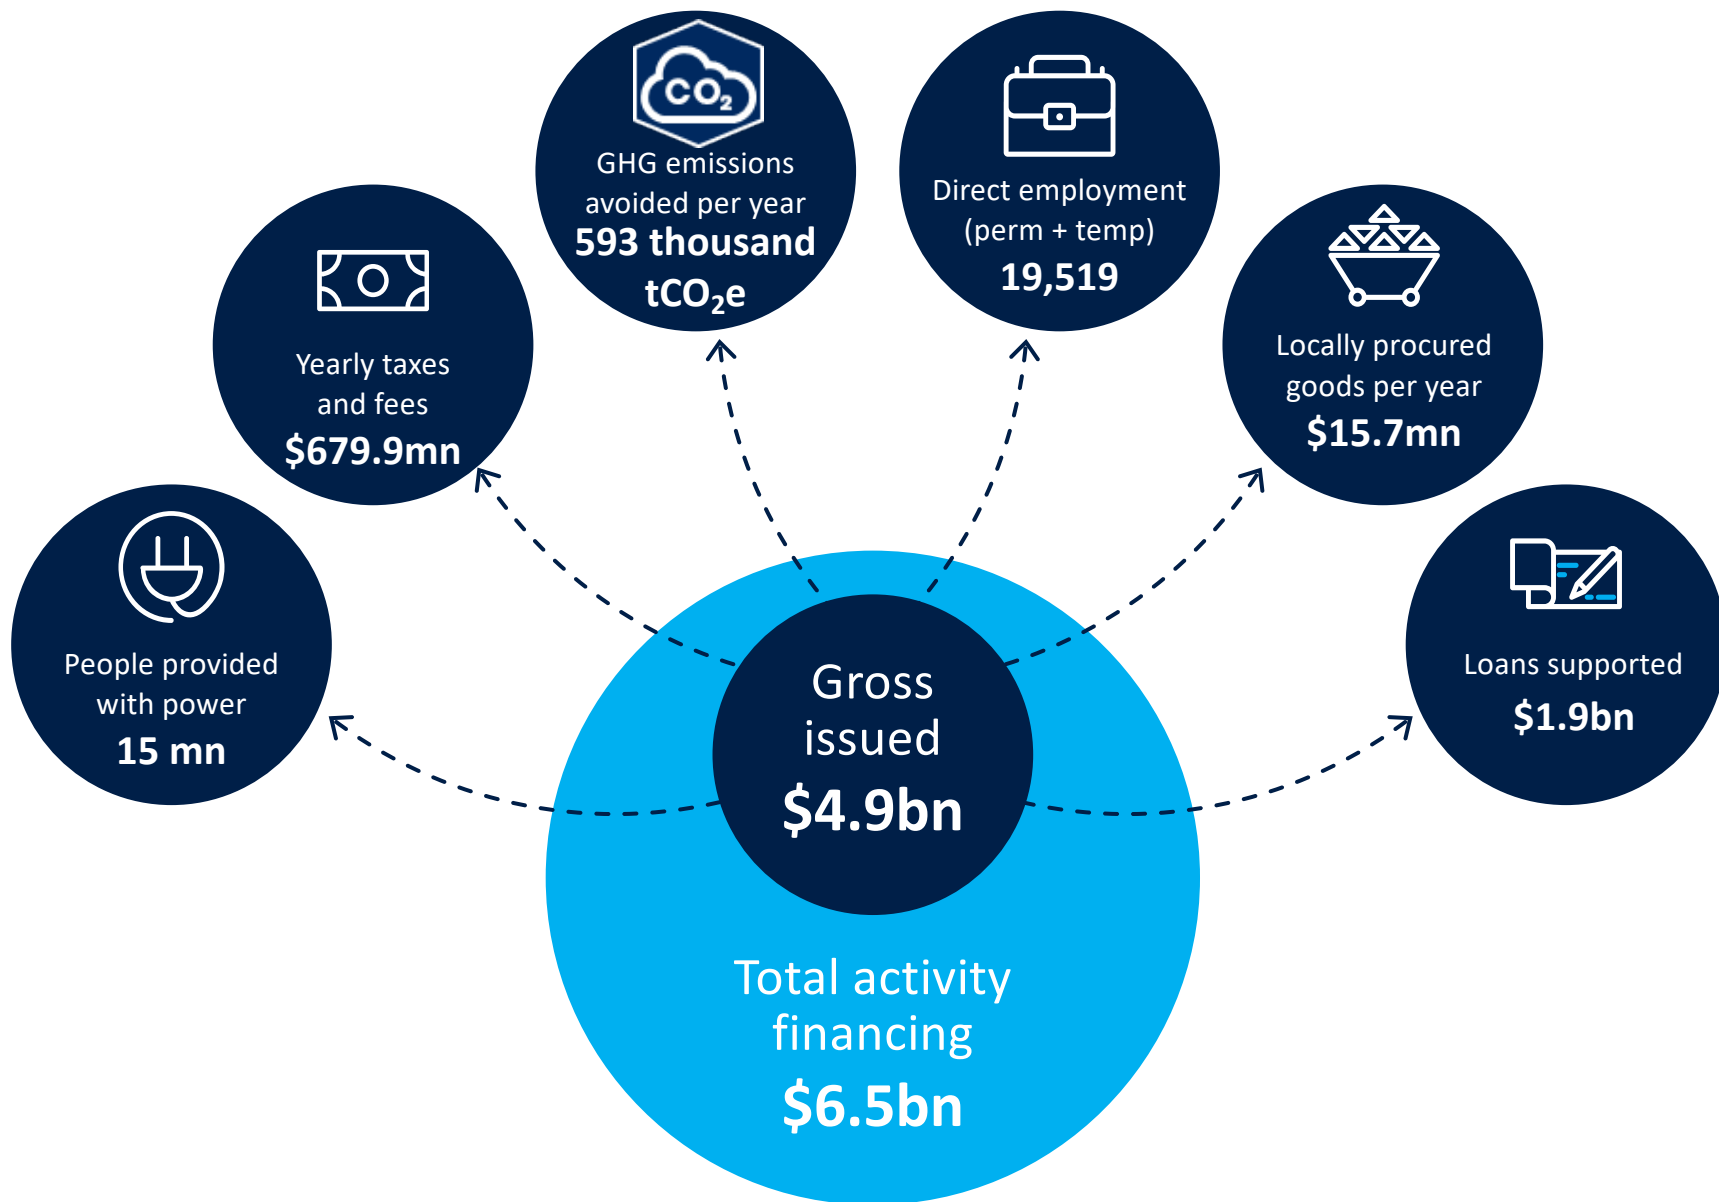 CO₂
GHG emissions
avoided per year
593 thousand
tCO₂e
Direct employment
(perm + temp)
19,519
Yearly taxes
and fees
$679.9mn
Locally procured
goods per year
$15.7mn
People provided
with power
15 mn
Loans supported
$1.9bn
Gross
issued
$4.9bn
Total activity
financing
$6.5bn